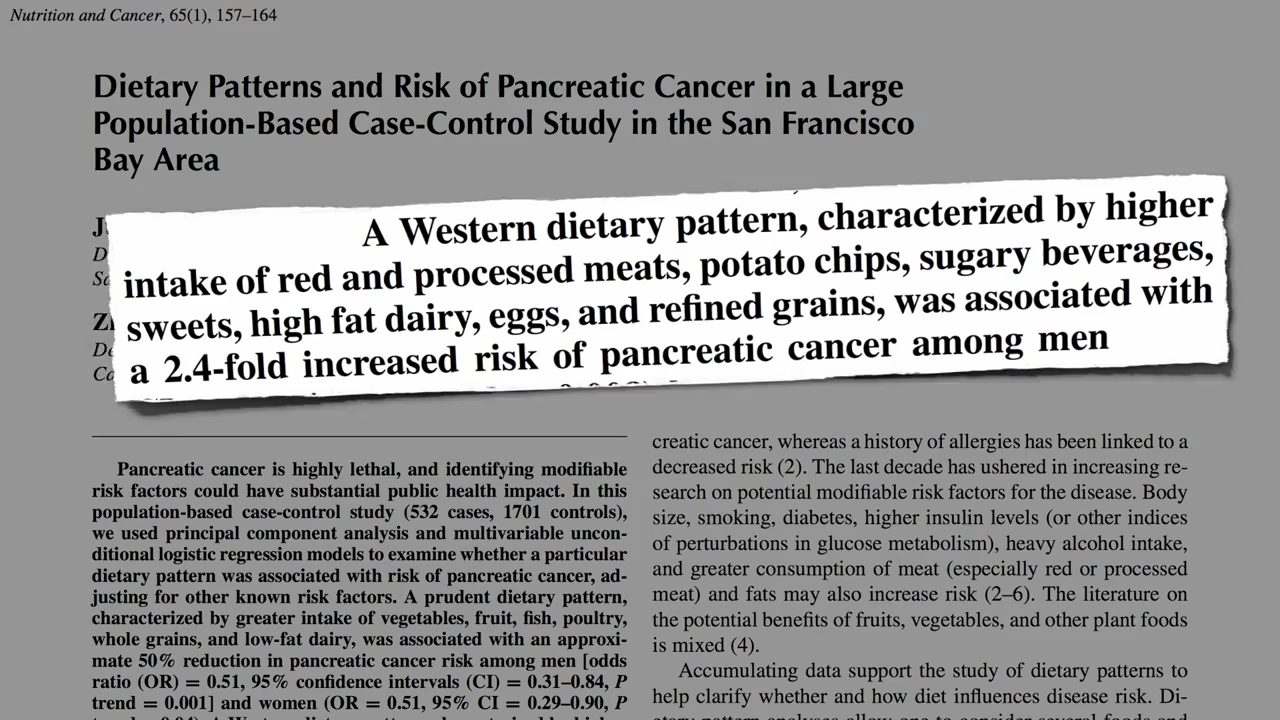 Nutrition and Cancer, 65(1), 157–164
Dietary Patterns and Risk of Pancreatic Cancer in a Large
Population-Based Case-Control Study in the San Francisco
Bay Area
A Western dietary pattern, characterized by higher
intake of red and processed meats, potato chips, sugary beverages,
sweets, high fat dairy, eggs, and refined grains, was associated with
a 2.4-fold increased risk of pancreatic cancer among men
Pancreatic cancer is highly lethal, and identifying modifiable
risk factors could have substantial public health impact. In this
population-based case-control study (532 cases, 1701 controls),
we used principal component analysis and multivariable uncon-
ditional logistic regression models to examine whether a particular
dietary pattern was associated with risk of pancreatic cancer, ad-
justing for other known risk factors. A prudent dietary pattern,
characterized by greater intake of vegetables, fruit, fish, poultry,
whole grains, and low-fat dairy, was associated with an approxi-
mate 50% reduction in pancreatic cancer risk among men [odds
ratio (OR) = 0.51, 95% confidence intervals (CI) = 0.31–0.84, P
trend = 0.001] and women (OR = 0.51, 95% CI = 0.29–0.90, P
creatic cancer, whereas a history of allergies has been linked to a
decreased risk (2). The last decade has ushered in increasing re-
search on potential modifiable risk factors for the disease. Body
size, smoking, diabetes, higher insulin levels (or other indices
of perturbations in glucose metabolism), heavy alcohol intake,
and greater consumption of meat (especially red or processed
meat) and fats may also increase risk (2–6). The literature on
the potential benefits of fruits, vegetables, and other plant foods
is mixed (4).
Accumulating data support the study of dietary patterns to
help clarify whether and how diet influences disease risk. Di-